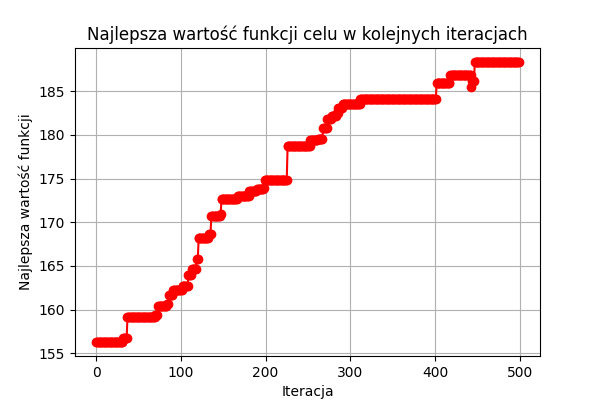 Najlepsza wartość funkcji celu w kolejnych iteracjach
Najlepsza wartość funkcji
185
180
175
170
165
160
155
0 100 200 300 400 500
Iteracja